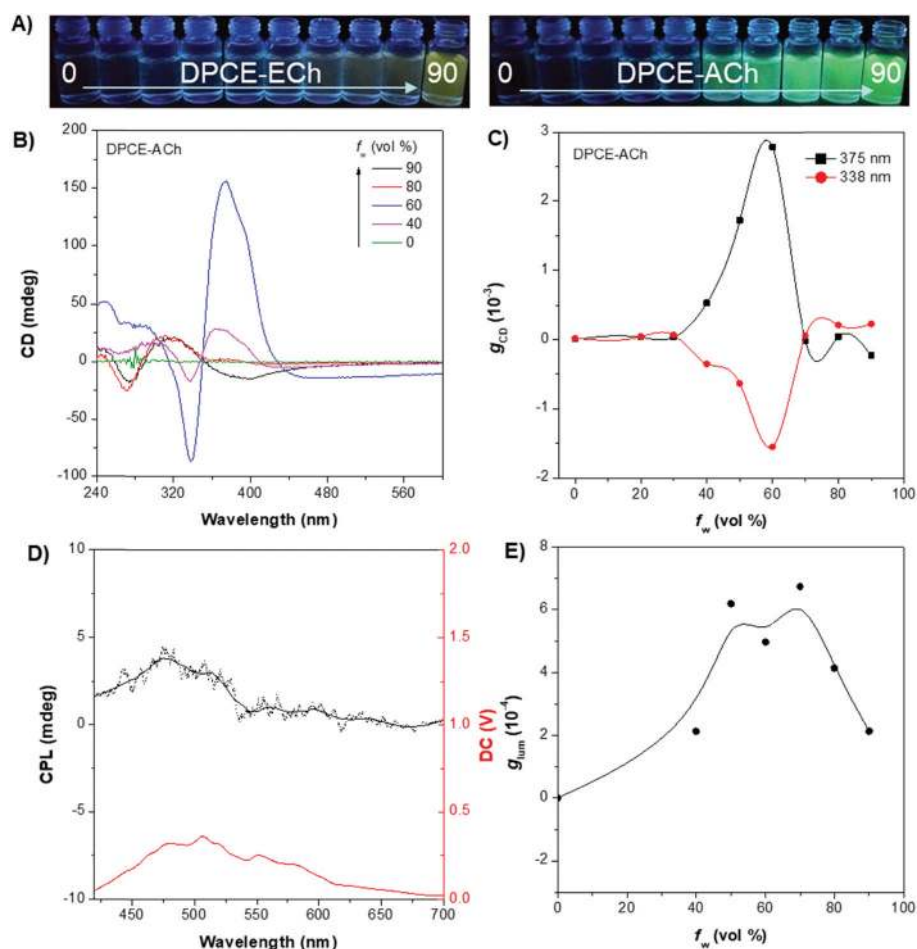 A)
0 DPCE-ECh 90
0 DPCE-ACh 90
B)
DPCE-ACh
fw (vol %)
90
80
60
40
0
200
150
100
50
0
-50
-100
CD (mdeg)
240 320 400 480 560
Wavelength (nm)
C)
DPCE-ACh
375 nm
338 nm
3
2
1
0
-1
-2
gCD (10-3)
0 20 40 60 80 100
fw (vol %)
D)
10
5
0
-5
-10
CPL (mdeg)
2.0
1.5
1.0
0.5
0.0
DC (V)
450 500 550 600 650 700
Wavelength (nm)
E)
8
6
4
2
0
-2
glum (10-4)
0 20 40 60 80 100
fw (vol %)